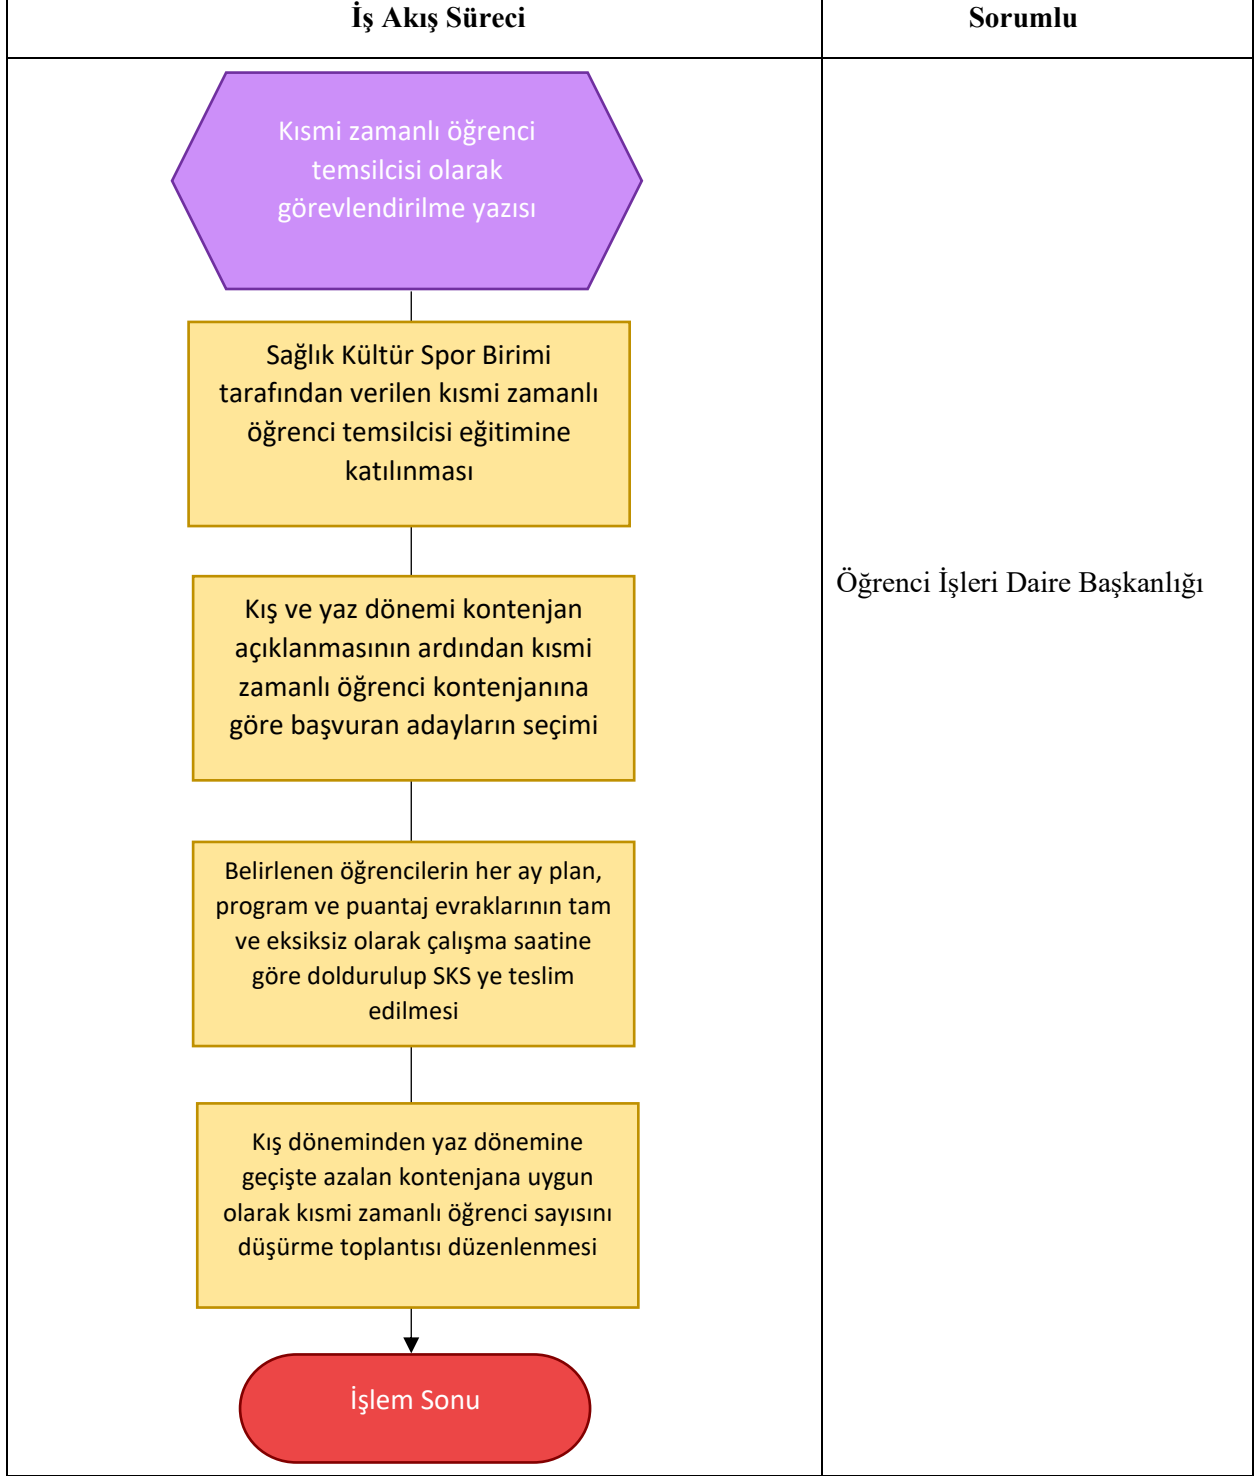 İş Akış Süreci
Sorumlu
Kısmi zamanlı öğrenci
temsilcisi olarak
görevlendirilme yazısı
Sağlık Kültür Spor Birimi
tarafından verilen kısmi zamanlı
öğrenci temsilcisi eğitimine
katılınması
Kış ve yaz dönemi kontenjan
açıklanmasının ardından kısmi
zamanlı öğrenci kontenjanına
göre başvuran adayların seçimi
Belirlenen öğrencilerin her ay plan,
program ve puantaj evraklarının tam
ve eksiksiz olarak çalışma saatine
göre doldurulup SKS ye teslim
edilmesi
Kış döneminden yaz dönemine
geçişte azalan kontenjana uygun
olarak kısmi zamanlı öğrenci sayısını
düşürme toplantısı düzenlenmesi
İşlem Sonu
Öğrenci İşleri Daire Başkanlığı